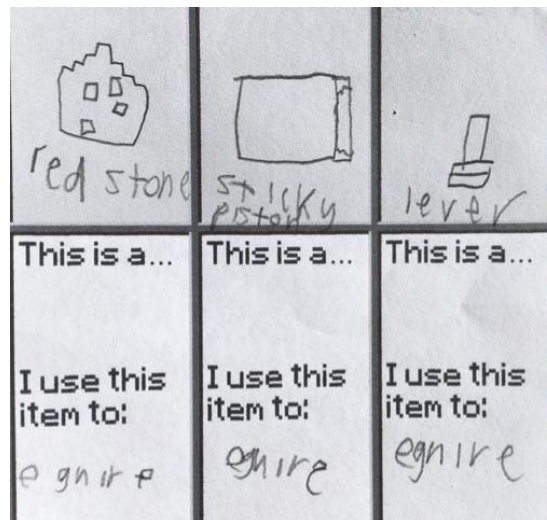 red stone
sticky
piston
lever
This is a...
This is a...
This is a...
I use this
item to:
I use this
item to:
I use this
item to:
egnire
egnire
egnire